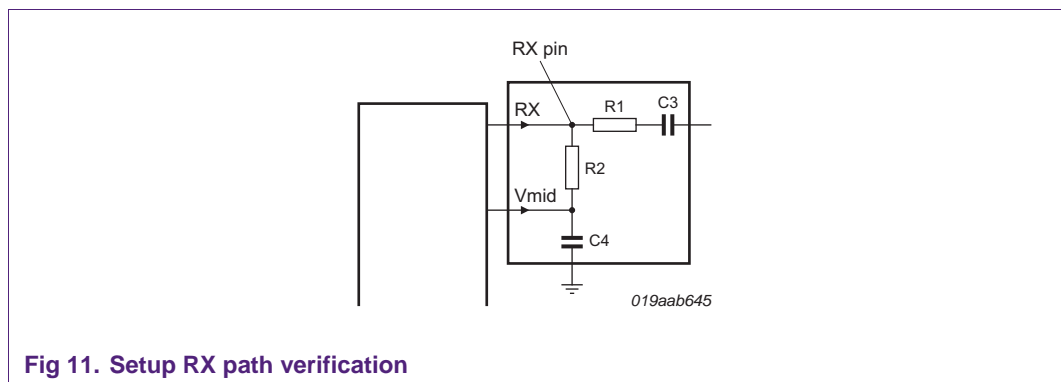 RX pin
RX
R1
C3
R2
Vmid
C4
019aab645
Fig 11. Setup RX path verification